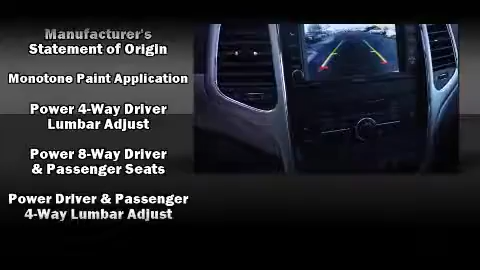 Manufacturer's
Statement of Origin
Monotone Paint Application
Power 4-Way Driver
Lumbar Adjust
Power 8-Way Driver
& Passenger Seats
Power Driver & Passenger
4-Way Lumbar Adjust